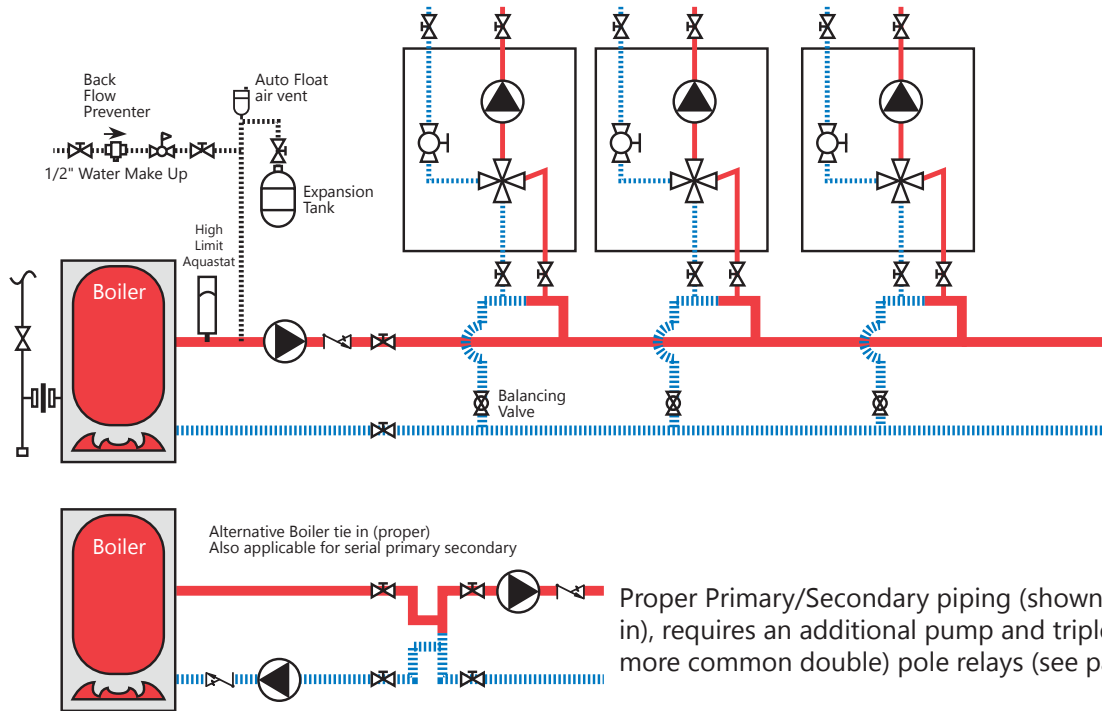 Back
Flow
Preventer
Auto Float
air vent
1/2" Water Make Up
Expansion
Tank
High
Limit
Aquastat
Boiler
Balancing
Valve
Boiler
Alternative Boiler tie in (proper)
Also applicable for serial primary secondary
Proper Primary/Secondary piping (shown
in), requires an additional pump and triple
more common double) pole relays (see p